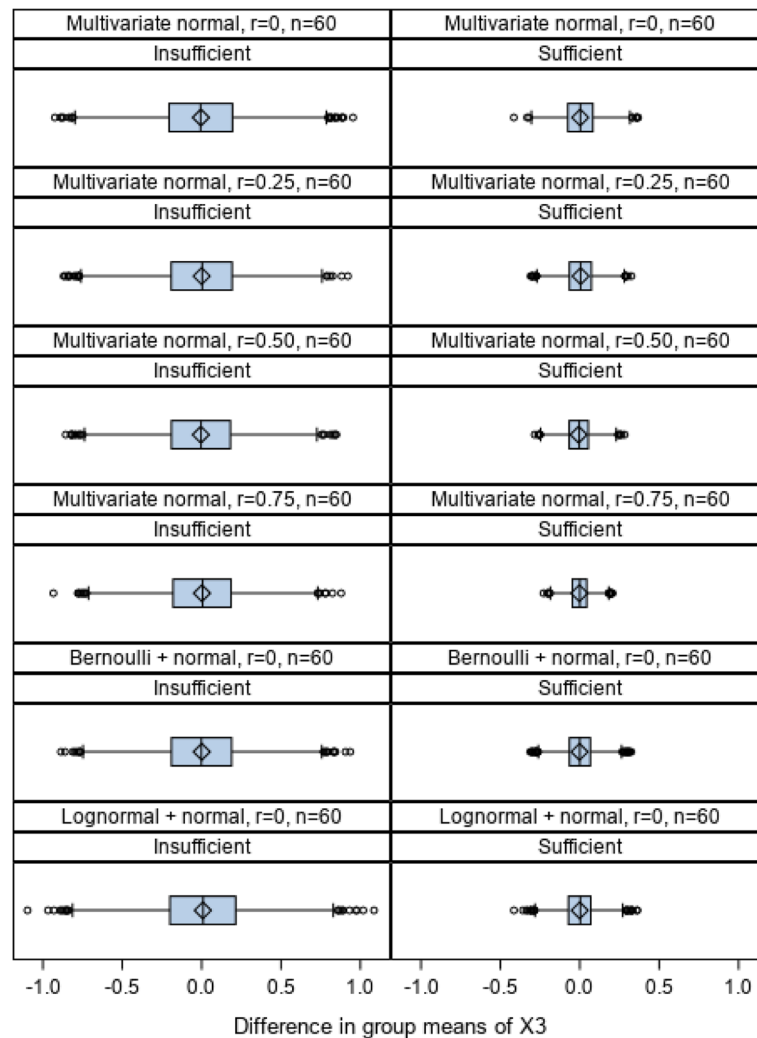 Multivariate normal, r=0, n=60
Multivariate normal, r=0, n=60
Insufficient
Sufficient
Multivariate normal, r=0.25, n=60
Multivariate normal, r=0.25, n=60
Insufficient
Sufficient
Multivariate normal, r=0.50, n=60
Multivariate normal, r=0.50, n=60
Insufficient
Sufficient
Multivariate normal, r=0.75, n=60
Multivariate normal, r=0.75, n=60
Insufficient
Sufficient
Bernoulli + normal, r=0, n=60
Bernoulli + normal, r=0, n=60
Insufficient
Sufficient
Lognormal + normal, r=0, n=60
Lognormal + normal, r=0, n=60
Insufficient
Sufficient
-1.0 -0.5 0.0 0.5 1.0
-1.0 -0.5 0.0 0.5 1.0
Difference in group means of X3